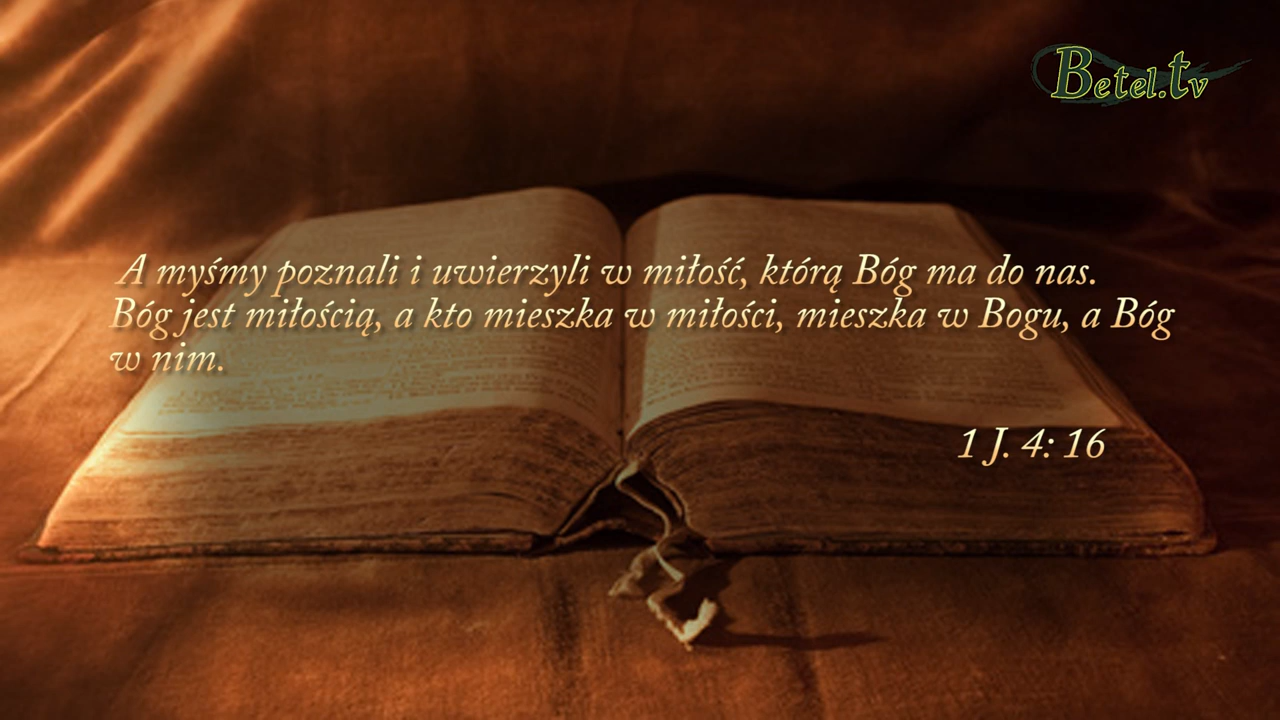 Betel.tv
A myśmy poznali i uwierzyli w miłość, którą Bóg ma do nas.
Bóg jest miłością, a kto mieszka w miłości, mieszka w Bogu, a Bóg
w nim.
1 J. 4: 16